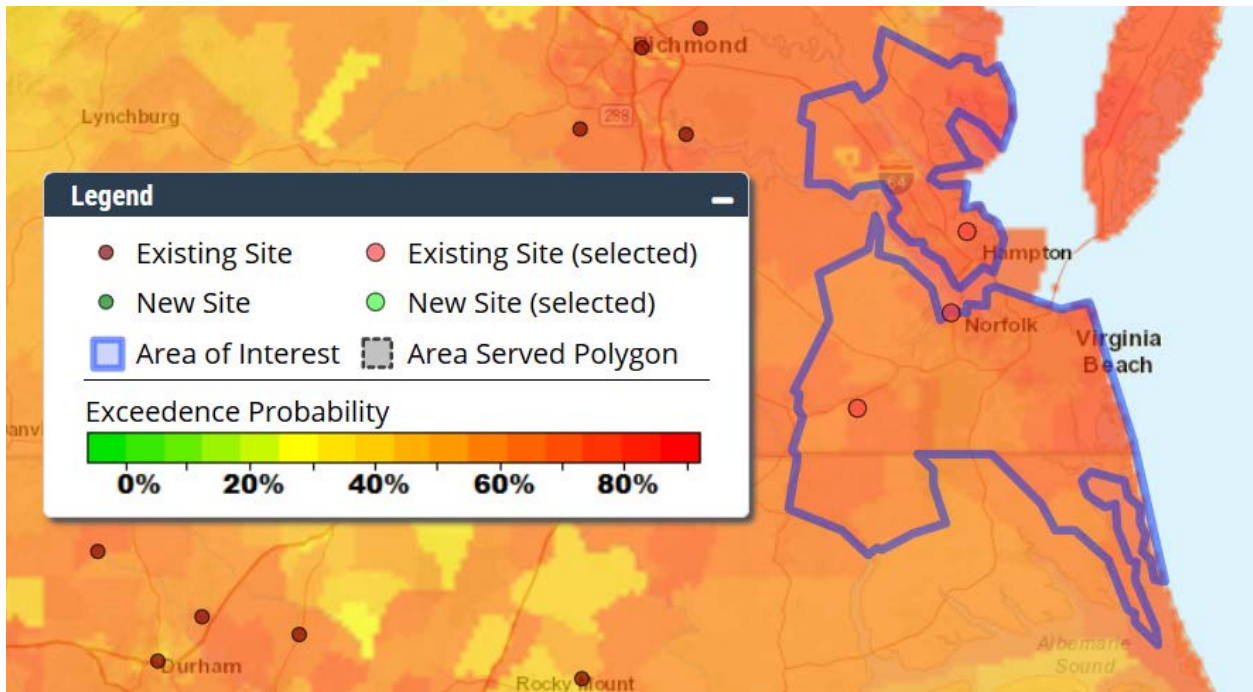 Richmond
Lynchburg
288
64
Legend
Existing Site
Existing Site (selected)
New Site
New Site (selected)
Area of Interest
Area Served Polygon
Exceedence Probability
0% 20% 40% 60% 80%
Hampton
Norfolk
Virginia
Beach
anvi
Albemarle
Sound
Durham
Rocky Mount